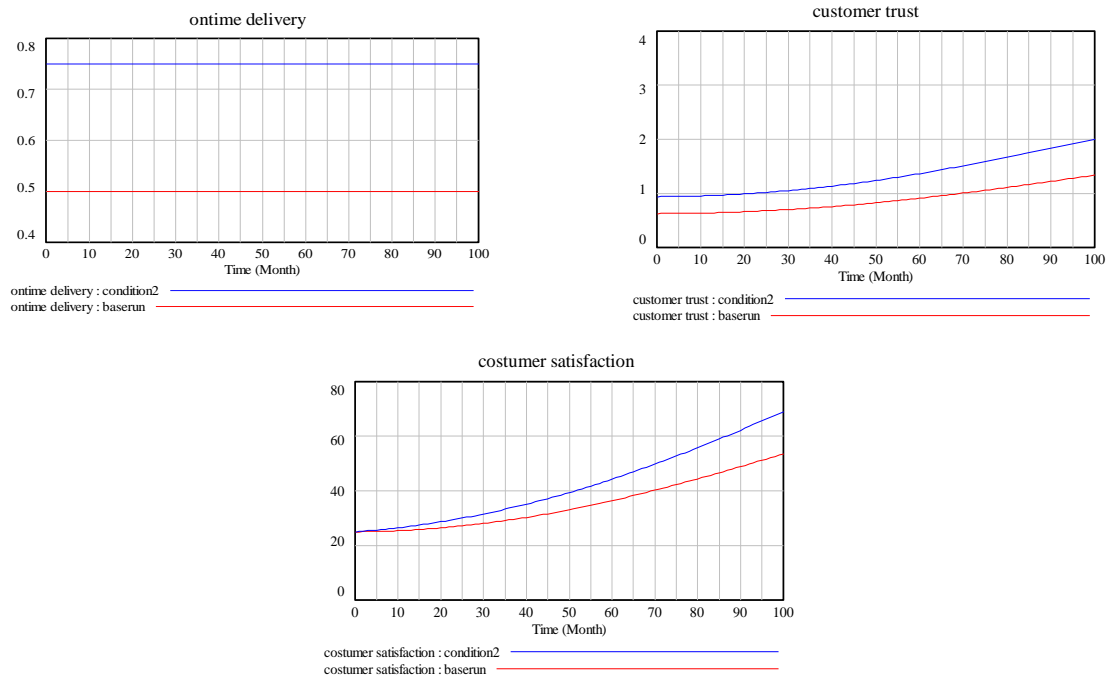 ontime delivery
0.8
0.7
0.6
0.5
0.4
0 10 20 30 40 50 60 70 80 90 100
Time (Month)
ontime delivery : condition2
ontime delivery : baserun
customer trust
4
3
2
1
0
0 10 20 30 40 50 60 70 80 90 100
Time (Month)
customer trust : condition2
customer trust : baserun
costumer satisfaction
80
60
40
20
0
0 10 20 30 40 50 60 70 80 90 100
Time (Month)
costumer satisfaction : condition2
costumer satisfaction : baserun